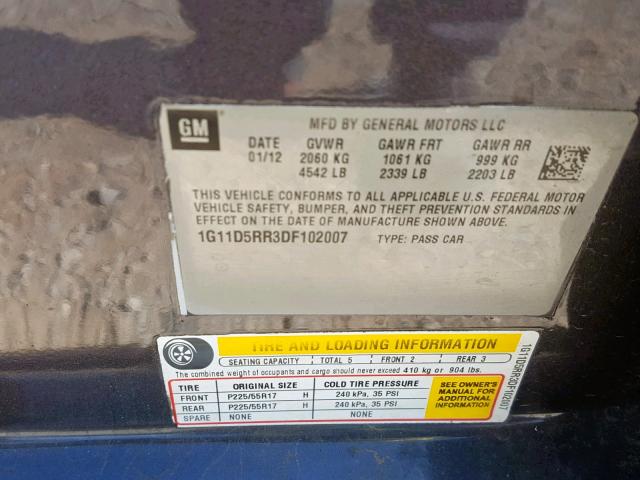 GM
MFD BY GENERAL MOTORS LLC
DATE GVWR GAWR FRT GAWR RR
01/12 2060 KG 1061 KG 999 KG
4542 LB 2339 LB 2203 LB
THIS VEHICLE CONFORMS TO ALL APPLICABLE U.S. FEDERAL MOTOR
VEHICLE SAFETY, BUMPER, AND THEFT PREVENTION STANDARDS IN
EFFECT ON THE DATE OF MANUFACTURE SHOWN ABOVE.
1G11D5RR3DF102007 TYPE: PASS CAR
TIRE AND LOADING INFORMATION
SEATING CAPACITY TOTAL 5 FRONT 2 REAR 3
The combined weight of occupants and cargo should never exceed 410 kg or 904 lbs.
TIRE ORIGINAL SIZE COLD TIRE PRESSURE
FRONT P225/55R17 H 240 kPa, 35 PSI
REAR P225/55R17 H 240 kPa, 35 PSI
SPARE NONE NONE
SEE OWNER'S
MANUAL FOR
ADDITIONAL
INFORMATION
1G11D5RR3DF102007